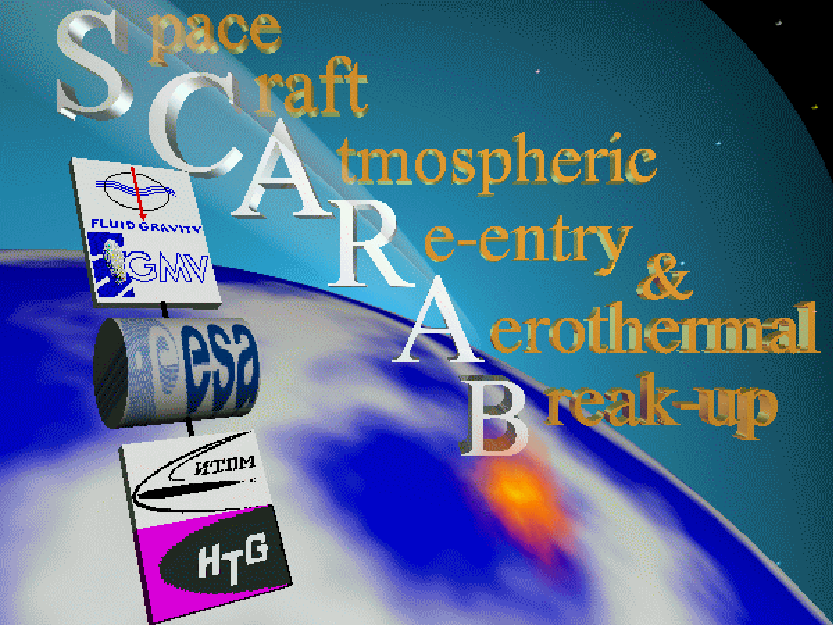 Space
Craft
Atmospheric
Re-entry
&
Aerothermal
Break-up
FLUID GRAVITY
GMV
esa
HTG